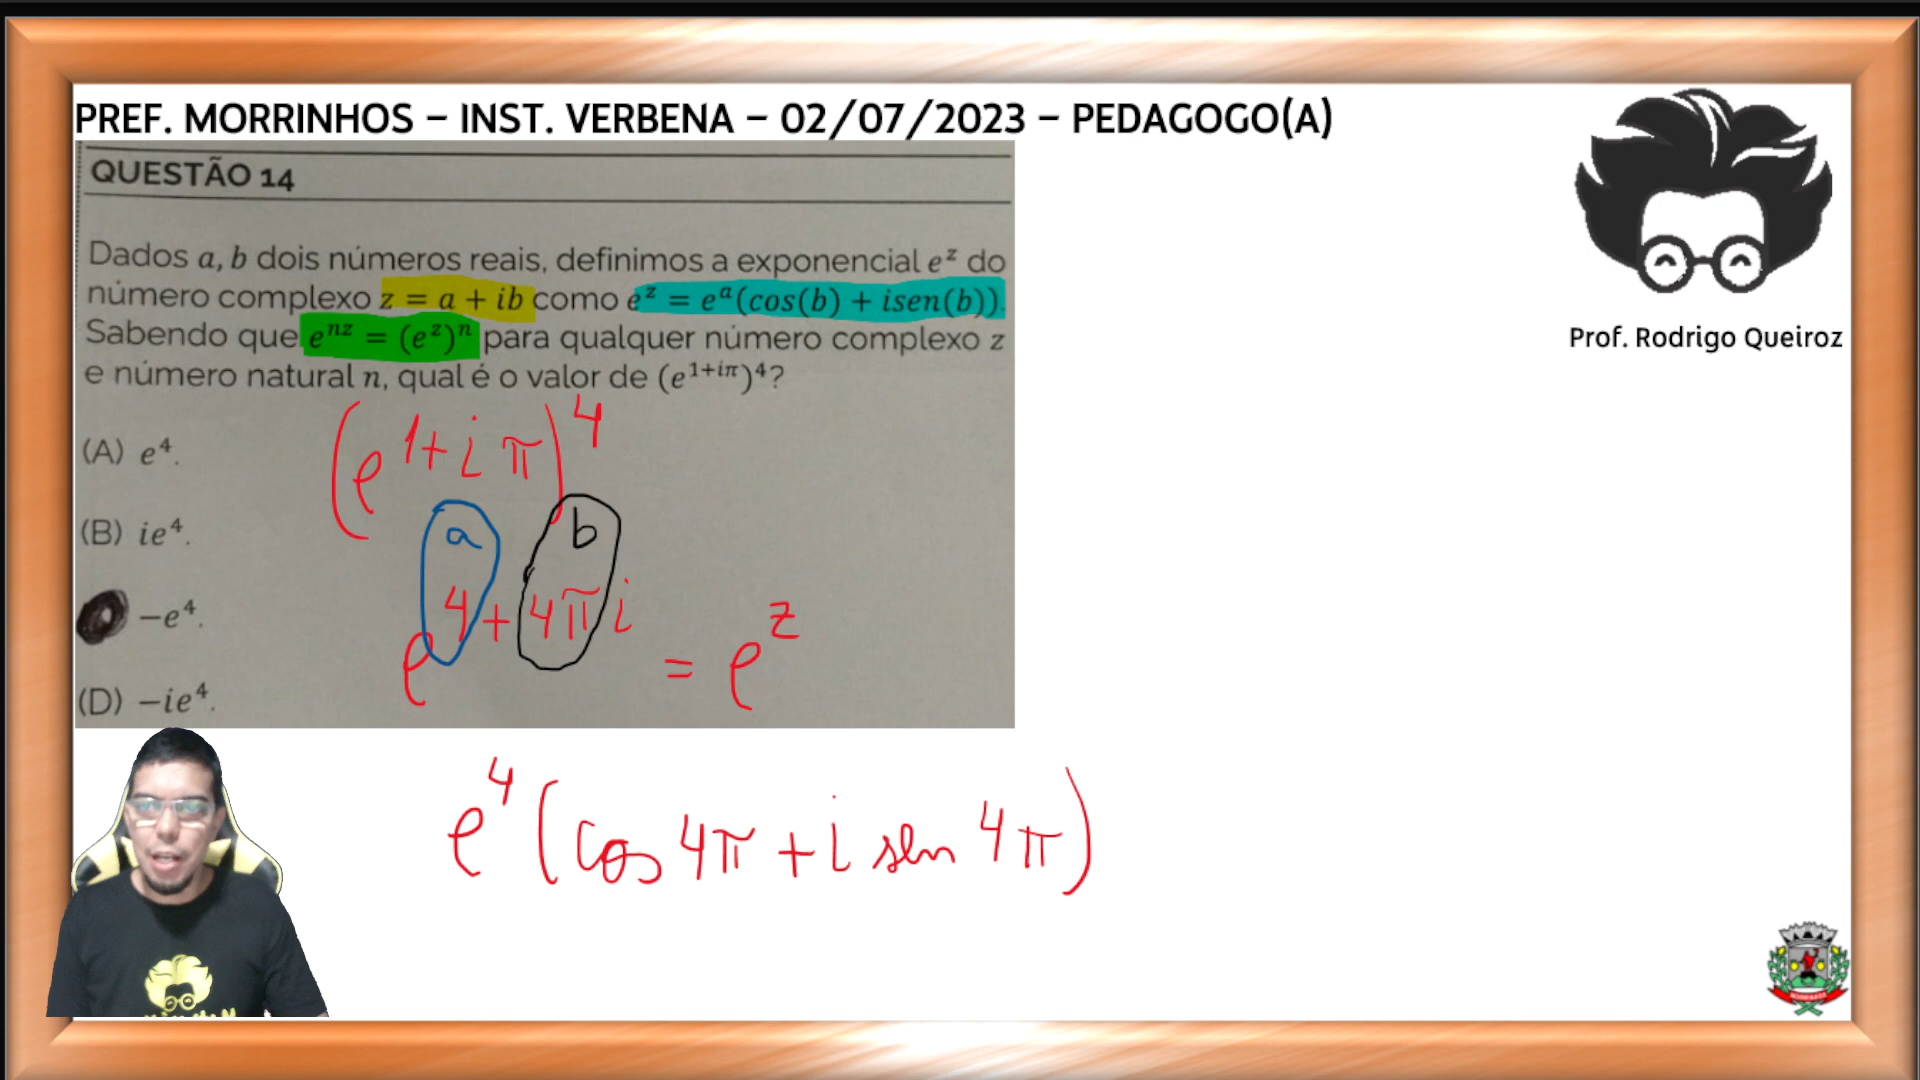 PREF. MORRINHOS – INST. VERBENA – 02/07/2023 – PEDAGOGO(A)
QUESTÃO 14
Dados a, b dois números reais, definimos a exponencial e^z do
número complexo z = a + ib como e^z = e^a(cos(b) + isen(b)).
Sabendo que e^{nz} = (e^z)^n para qualquer número complexo z
e número natural n, qual é o valor de (e^{1+iπ})^4?
(A) e^4.
(B) ie^4.
−e^4.
(D) −ie^4.
(e^{1+iπ})^4
a b
e^{4+4πi} = e^z
e^4 (cos 4π + i sen 4π)
Prof. Rodrigo Queiroz